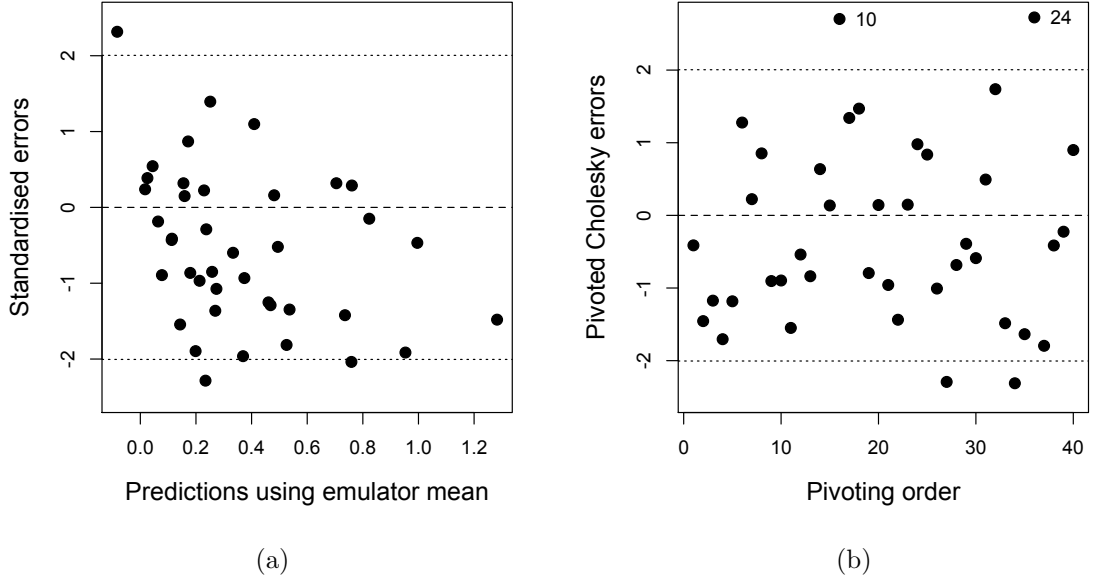 Standardised errors
2
1
0
-1
-2
0.0 0.2 0.4 0.6 0.8 1.0 1.2
Predictions using emulator mean
(a)
Pivoted Cholesky errors
2
1
0
-1
-2
10 24
0 10 20 30 40
Pivoting order
(b)